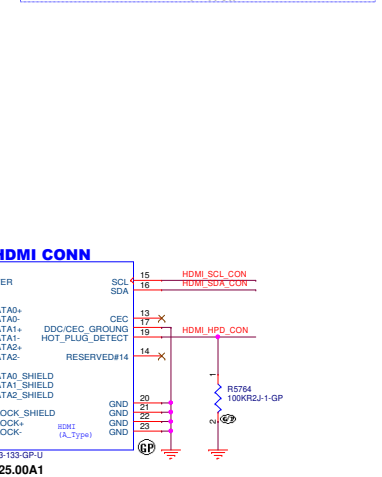 HDMI CONN
ER
SCL 15 HDMI_SCL_CON
SDA 16 HDMI_SDA_CON
ATA0+
ATA0- CEC 13
ATA1+ DDC/CEC_GROUNG 17
ATA1- HOT_PLUG_DETECT 19 HDMI_HPD_CON
ATA2+
ATA2- RESERVED#14 14
ATA0_SHIELD
ATA1_SHIELD
ATA2_SHIELD
GND 20
OCK_SHIELD GND 21
OCK+ GND 22
OCK- GND 23
HDMI
(A_Type)
GP
3-133-GP-U
25.00A1
1
R5764
100KR2J-1-GP
2
GP